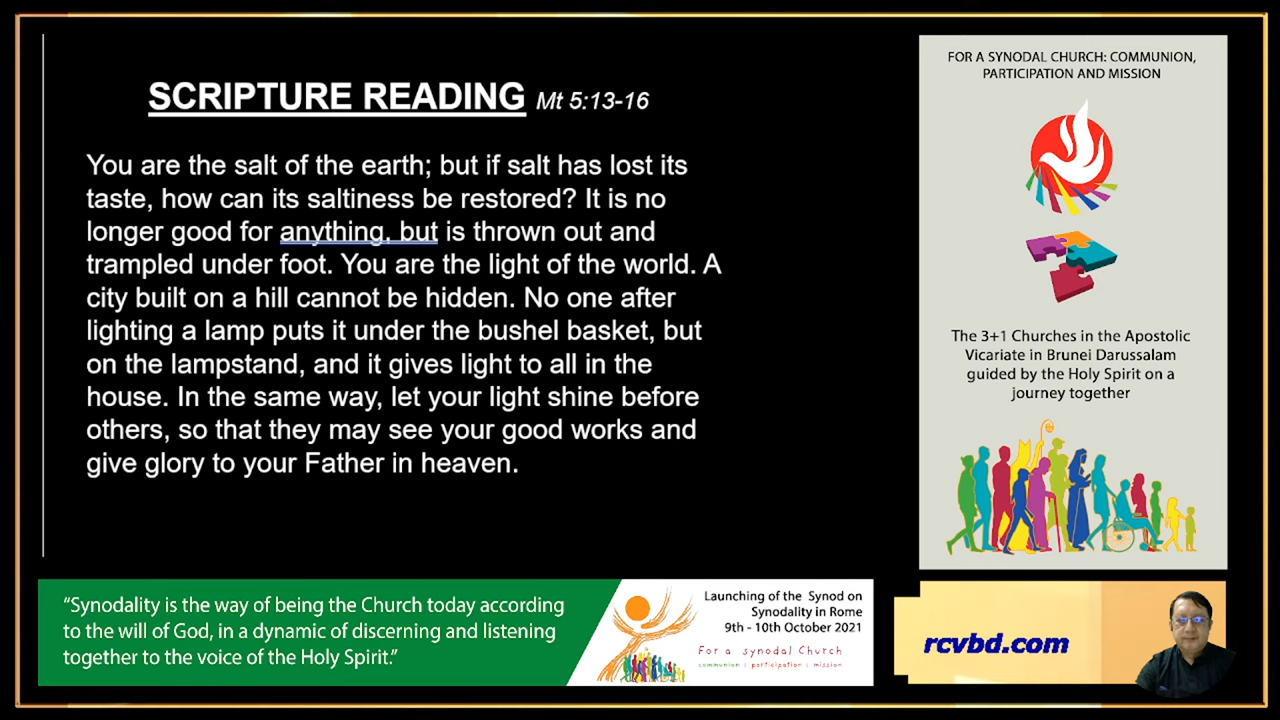 SCRIPTURE READING Mt 5:13-16
You are the salt of the earth; but if salt has lost its
taste, how can its saltiness be restored? It is no
longer good for anything, but is thrown out and
trampled under foot. You are the light of the world. A
city built on a hill cannot be hidden. No one after
lighting a lamp puts it under the bushel basket, but
on the lampstand, and it gives light to all in the
house. In the same way, let your light shine before
others, so that they may see your good works and
give glory to your Father in heaven.
FOR A SYNODAL CHURCH: COMMUNION,
PARTICIPATION AND MISSION
The 3+1 Churches in the Apostolic
Vicariate in Brunei Darussalam
guided by the Holy Spirit on a
journey together
“Synodality is the way of being the Church today according
to the will of God, in a dynamic of discerning and listening
together to the voice of the Holy Spirit.”
Launching of the Synod on
Synodality in Rome
9th - 10th October 2021
For a synodal Church
communion | participation | mission
rcvbd.com